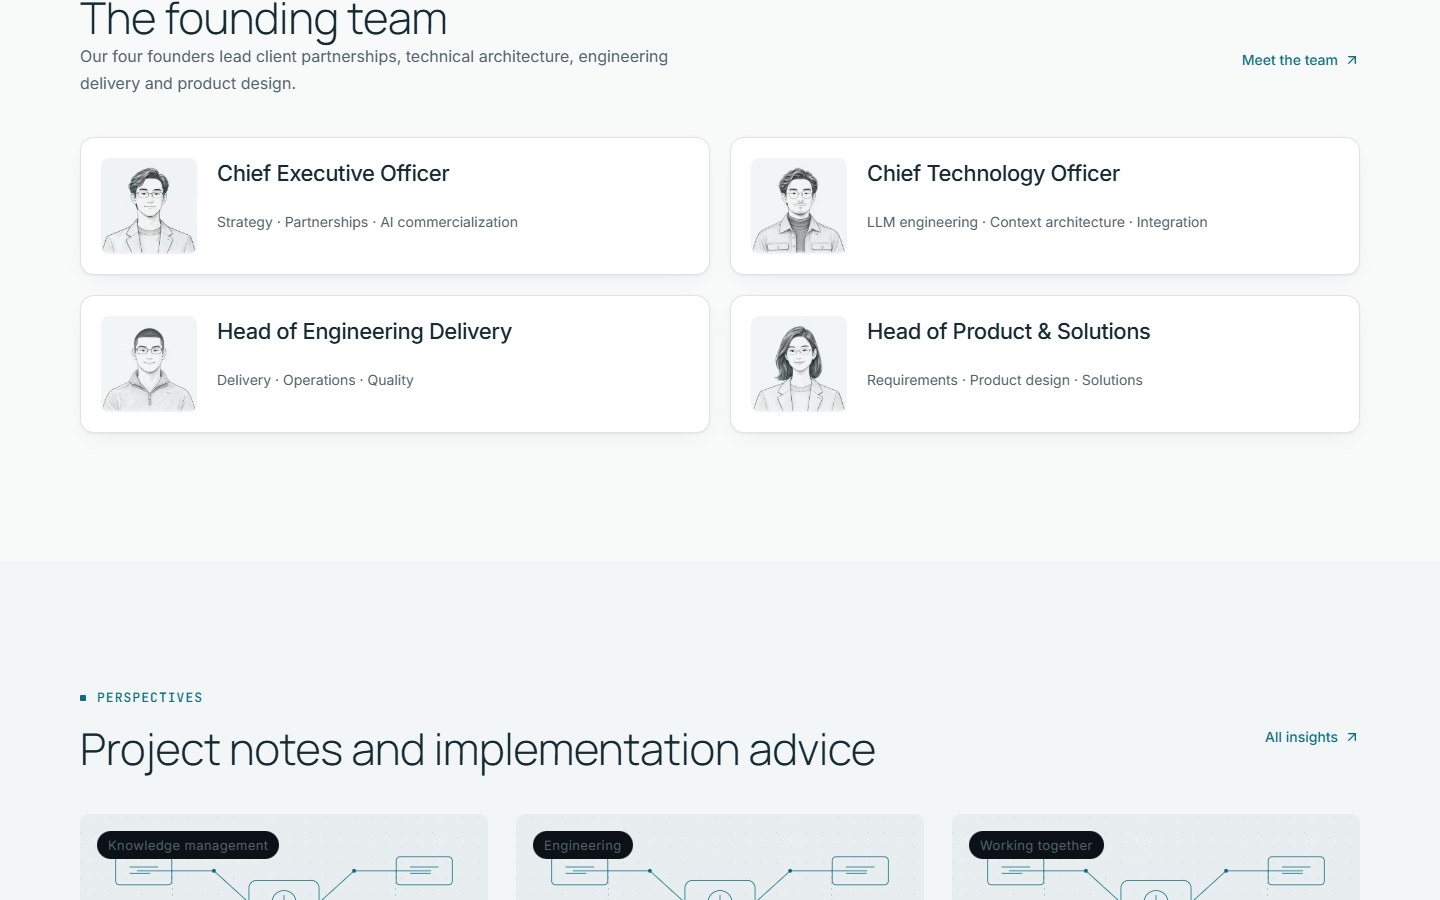 The founding team
Our four founders lead client partnerships, technical architecture, engineering
delivery and product design.
Meet the team
Chief Executive Officer
Strategy · Partnerships · AI commercialization
Chief Technology Officer
LLM engineering · Context architecture · Integration
Head of Engineering Delivery
Delivery · Operations · Quality
Head of Product & Solutions
Requirements · Product design · Solutions
PERSPECTIVES
Project notes and implementation advice
All insights
Knowledge management
Engineering
Working together